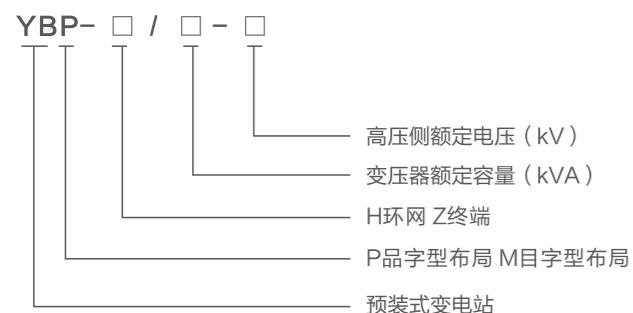 YBP- □ / □ - □
高压侧额定电压（kV）
变压器额定容量（kVA）
H环网 Z终端
P品字型布局 M目字型布局
预装式变电站